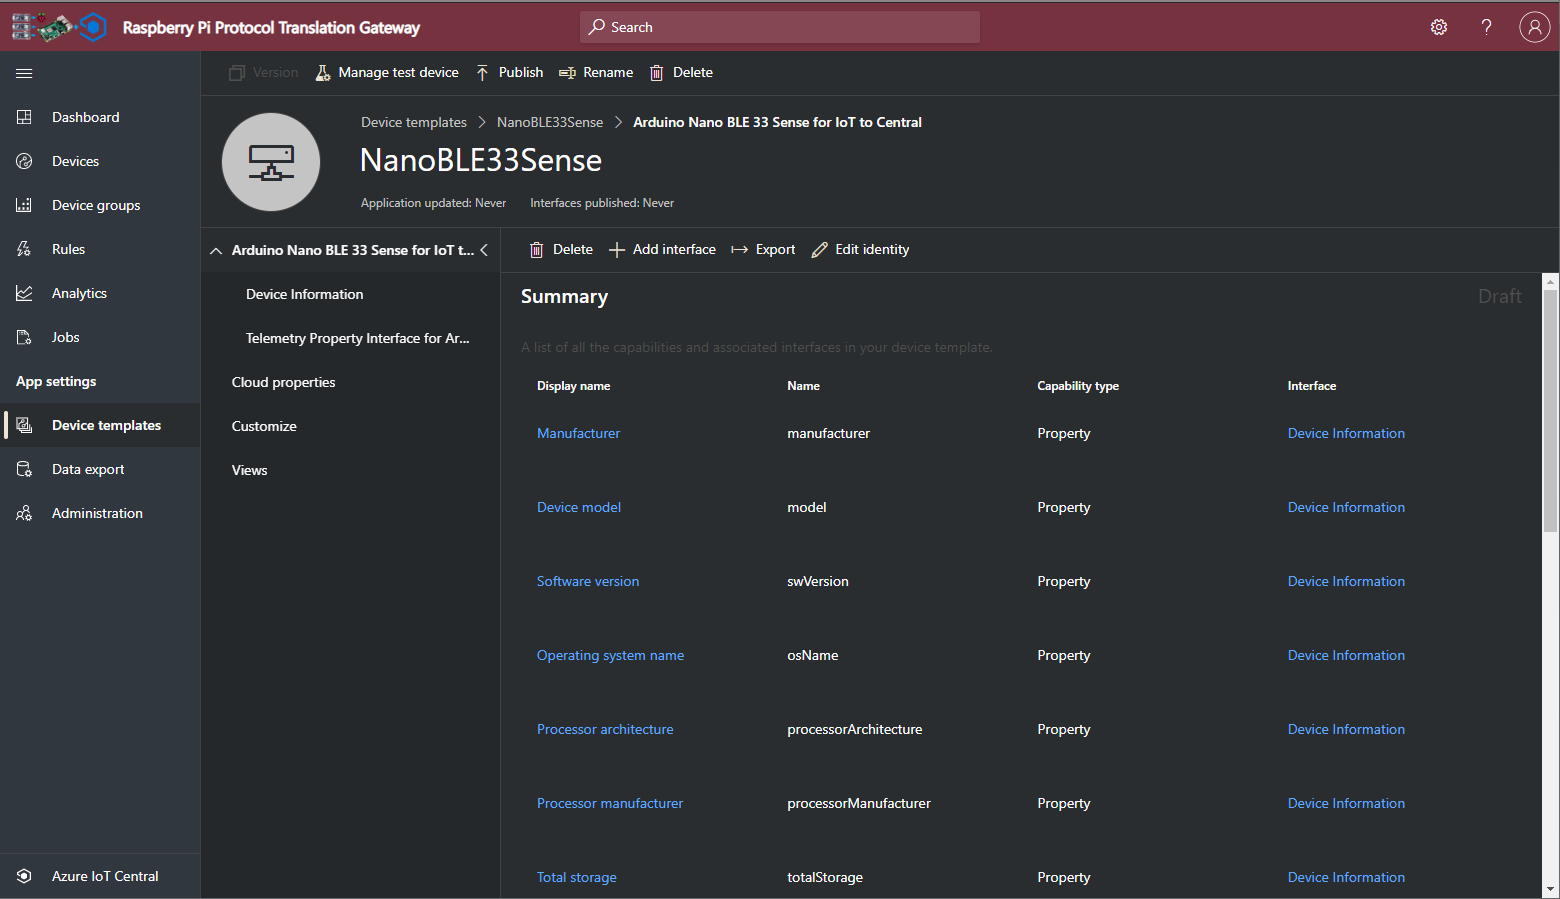 Raspberry Pi Protocol Translation Gateway
Search
Version
Manage test device
Publish
Rename
Delete
Dashboard
Devices
Device groups
Rules
Analytics
Jobs
App settings
Device templates
Data export
Administration
Azure IoT Central
Device templates > NanoBLE33Sense > Arduino Nano BLE 33 Sense for IoT to Central
NanoBLE33Sense
Application updated: Never Interfaces published: Never
Arduino Nano BLE 33 Sense for IoT t...
Device Information
Telemetry Property Interface for Ar...
Cloud properties
Customize
Views
Delete
Add interface
Export
Edit identity
Summary
Draft
A list of all the capabilities and associated interfaces in your device template.
Display name Name Capability type Interface
Manufacturer manufacturer Property Device Information
Device model model Property Device Information
Software version swVersion Property Device Information
Operating system name osName Property Device Information
Processor architecture processorArchitecture Property Device Information
Processor manufacturer processorManufacturer Property Device Information
Total storage totalStorage Property Device Information